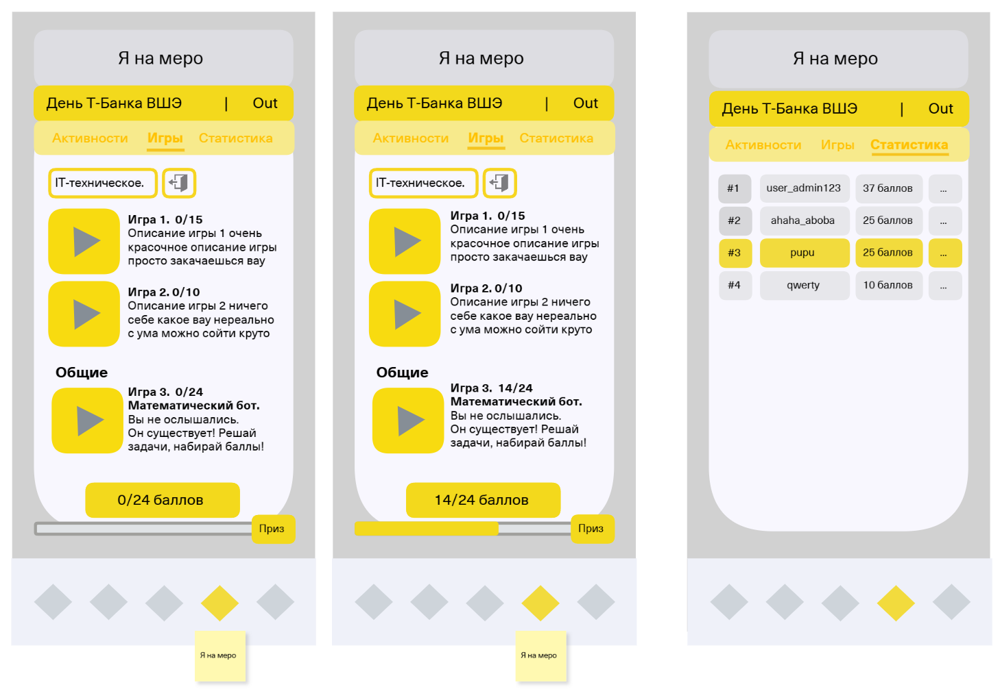 Я на меро
День Т-Банка ВШЭ | Out
Активности Игры Статистика
IT-техническое.
Игра 1. 0/15
Описание игры 1 очень
красочное описание игры
просто закачаешься вау
Игра 2. 0/10
Описание игры 2 ничего
себе какое вау нереально
с ума можно сойти круто
Общие
Игра 3. 0/24
Математический бот.
Вы не ослышались.
Он существует! Решай
задачи, набирай баллы!
0/24 баллов
Приз
Я на меро
Я на меро
День Т-Банка ВШЭ | Out
Активности Игры Статистика
IT-техническое.
Игра 1. 0/15
Описание игры 1 очень
красочное описание игры
просто закачаешься вау
Игра 2. 0/10
Описание игры 2 ничего
себе какое вау нереально
с ума можно сойти круто
Общие
Игра 3. 14/24
Математический бот.
Вы не ослышались.
Он существует! Решай
задачи, набирай баллы!
14/24 баллов
Приз
Я на меро
Я на меро
День Т-Банка ВШЭ | Out
Активности Игры Статистика
#1 user_admin123 37 баллов ...
#2 ahaha_aboba 25 баллов ...
#3 pupu 25 баллов ...
#4 qwerty 10 баллов ...